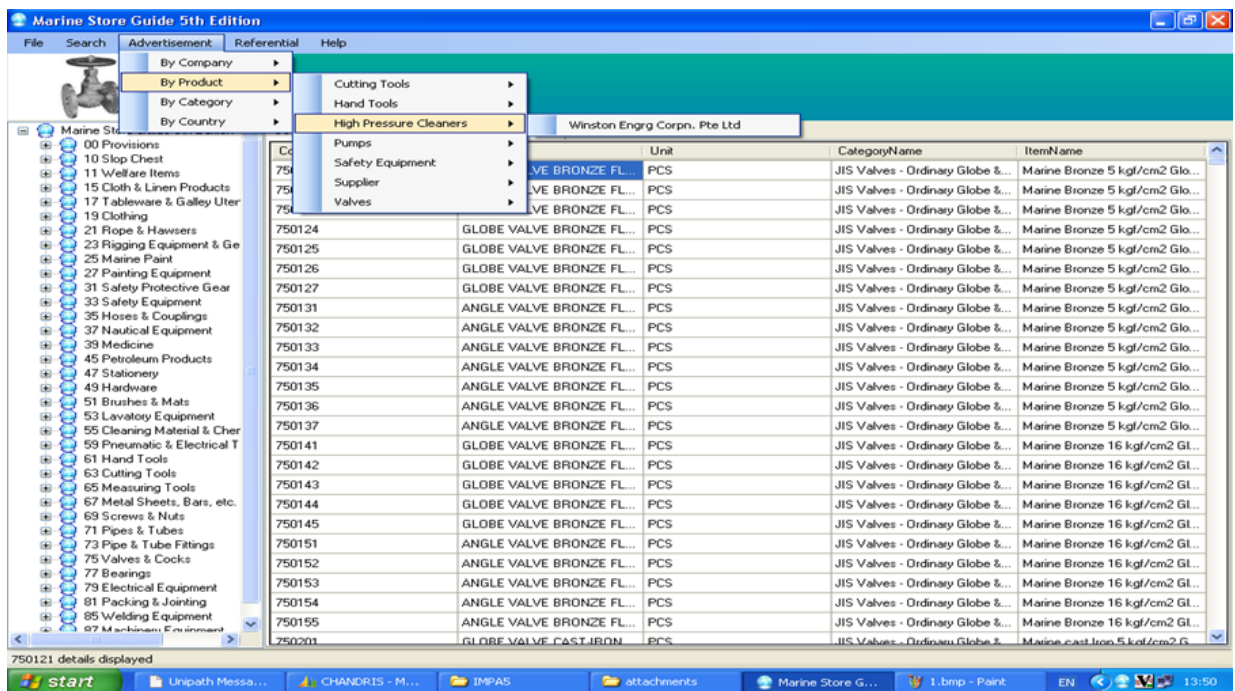 Marine Store Guide 5th Edition
File Search Advertisement Referential Help
By Company
By Product
By Category
By Country
Cutting Tools
Hand Tools
High Pressure Cleaners
Pumps
Safety Equipment
Supplier
Valves
Winston Engrg Corpn. Pte Ltd
00 Provisions
10 Slop Chest
11 Welfare Items
15 Cloth & Linen Products
17 Tableware & Galley Uter
19 Clothing
21 Rope & Hawsers
23 Rigging Equipment & Ge
25 Marine Paint
27 Painting Equipment
31 Safety Protective Gear
33 Safety Equipment
35 Hoses & Couplings
37 Nautical Equipment
39 Medicine
45 Petroleum Products
47 Stationery
49 Hardware
51 Brushes & Mats
53 Lavatory Equipment
55 Cleaning Material & Cher
59 Pneumatic & Electrical T
61 Hand Tools
63 Cutting Tools
65 Measuring Tools
67 Metal Sheets, Bars, etc.
69 Screws & Nuts
71 Pipes & Tubes
73 Pipe & Tube Fittings
75 Valves & Cocks
77 Bearings
79 Electrical Equipment
81 Packing & Jointing
85 Welding Equipment
87 Machinery Equipment
Unit CategoryName ItemName
LVE BRONZE FL... PCS JIS Valves - Ordinary Globe &... Marine Bronze 5 kgf/cm2 Glo...
LVE BRONZE FL... PCS JIS Valves - Ordinary Globe &... Marine Bronze 5 kgf/cm2 Glo...
LVE BRONZE FL... PCS JIS Valves - Ordinary Globe &... Marine Bronze 5 kgf/cm2 Glo...
750124 GLOBE VALVE BRONZE FL... PCS JIS Valves - Ordinary Globe &... Marine Bronze 5 kgf/cm2 Glo...
750125 GLOBE VALVE BRONZE FL... PCS JIS Valves - Ordinary Globe &... Marine Bronze 5 kgf/cm2 Glo...
750126 GLOBE VALVE BRONZE FL... PCS JIS Valves - Ordinary Globe &... Marine Bronze 5 kgf/cm2 Glo...
750127 GLOBE VALVE BRONZE FL... PCS JIS Valves - Ordinary Globe &... Marine Bronze 5 kgf/cm2 Glo...
750131 ANGLE VALVE BRONZE FL... PCS JIS Valves - Ordinary Globe &... Marine Bronze 5 kgf/cm2 Glo...
750132 ANGLE VALVE BRONZE FL... PCS JIS Valves - Ordinary Globe &... Marine Bronze 5 kgf/cm2 Glo...
750133 ANGLE VALVE BRONZE FL... PCS JIS Valves - Ordinary Globe &... Marine Bronze 5 kgf/cm2 Glo...
750134 ANGLE VALVE BRONZE FL... PCS JIS Valves - Ordinary Globe &... Marine Bronze 5 kgf/cm2 Glo...
750135 ANGLE VALVE BRONZE FL... PCS JIS Valves - Ordinary Globe &... Marine Bronze 5 kgf/cm2 Glo...
750136 ANGLE VALVE BRONZE FL... PCS JIS Valves - Ordinary Globe &... Marine Bronze 5 kgf/cm2 Glo...
750137 ANGLE VALVE BRONZE FL... PCS JIS Valves - Ordinary Globe &... Marine Bronze 5 kgf/cm2 Glo...
750141 GLOBE VALVE BRONZE FL... PCS JIS Valves - Ordinary Globe &... Marine Bronze 16 kgf/cm2 Gl...
750142 GLOBE VALVE BRONZE FL... PCS JIS Valves - Ordinary Globe &... Marine Bronze 16 kgf/cm2 Gl...
750143 GLOBE VALVE BRONZE FL... PCS JIS Valves - Ordinary Globe &... Marine Bronze 16 kgf/cm2 Gl...
750144 GLOBE VALVE BRONZE FL... PCS JIS Valves - Ordinary Globe &... Marine Bronze 16 kgf/cm2 Gl...
750145 GLOBE VALVE BRONZE FL... PCS JIS Valves - Ordinary Globe &... Marine Bronze 16 kgf/cm2 Gl...
750151 ANGLE VALVE BRONZE FL... PCS JIS Valves - Ordinary Globe &... Marine Bronze 16 kgf/cm2 Gl...
750152 ANGLE VALVE BRONZE FL... PCS JIS Valves - Ordinary Globe &... Marine Bronze 16 kgf/cm2 Gl...
750153 ANGLE VALVE BRONZE FL... PCS JIS Valves - Ordinary Globe &... Marine Bronze 16 kgf/cm2 Gl...
750154 ANGLE VALVE BRONZE FL... PCS JIS Valves - Ordinary Globe &... Marine Bronze 16 kgf/cm2 Gl...
750155 ANGLE VALVE BRONZE FL... PCS JIS Valves - Ordinary Globe &... Marine Bronze 16 kgf/cm2 Gl...
750201 GLOBE VALVE CAST-IRON PCS JIS Valves - Ordinary Globe & Marine cast Iron 5 kgf/cm2 G
750121 details displayed
start Unipath Messa... CHANDRIS - M... IMPA5 attachments Marine Store G... 1.bmp - Paint EN 13:50